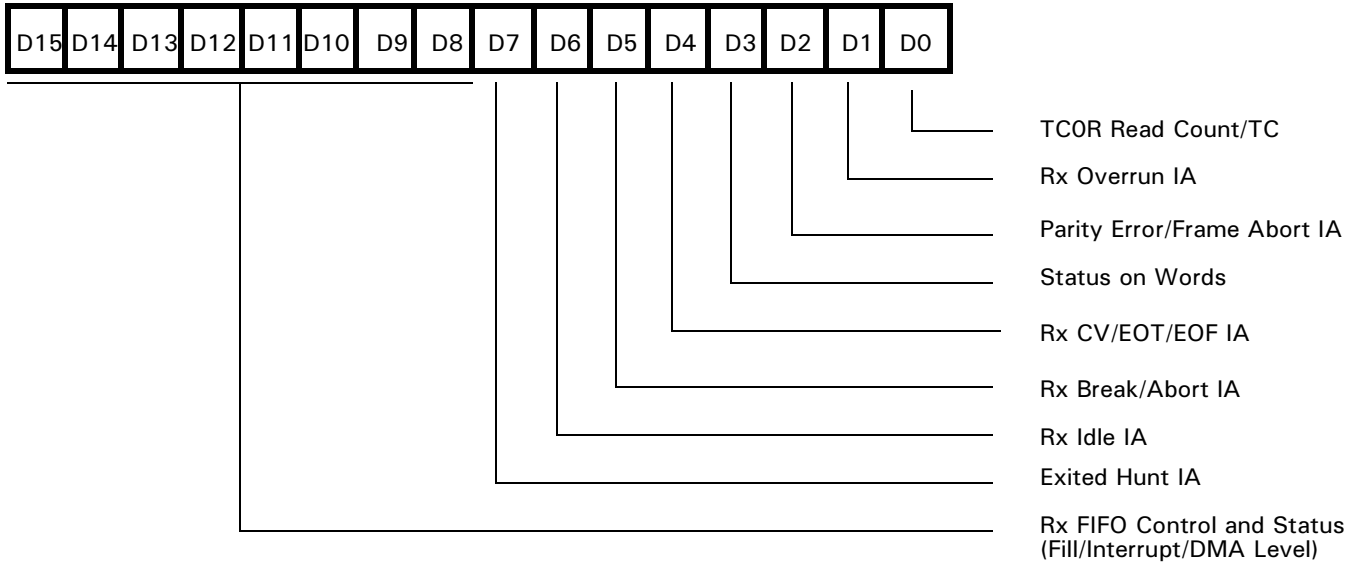 D15 D14 D13 D12 D11 D10 D9 D8 D7 D6 D5 D4 D3 D2 D1 D0
TC0R Read Count/TC
Rx Overrun IA
Parity Error/Frame Abort IA
Status on Words
Rx CV/EOT/EOF IA
Rx Break/Abort IA
Rx Idle IA
Exited Hunt IA
Rx FIFO Control and Status
(Fill/Interrupt/DMA Level)